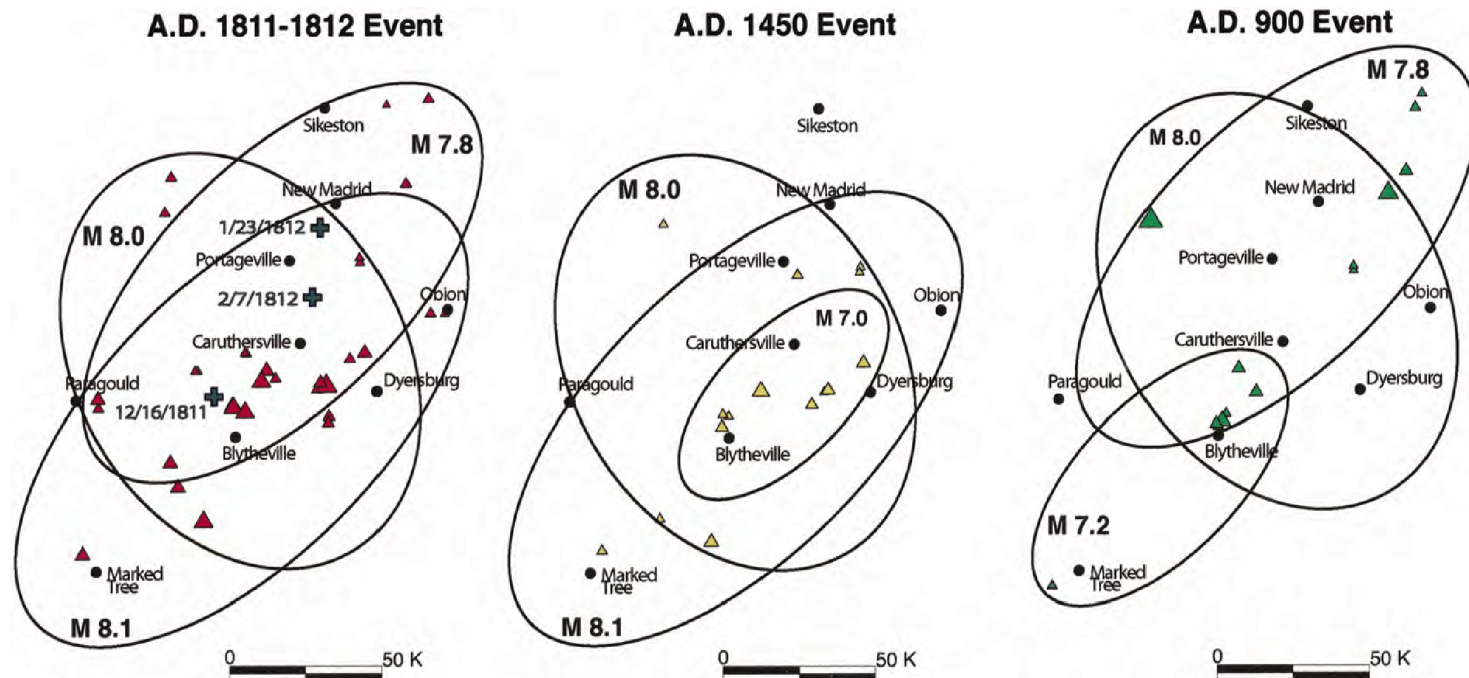 A.D. 1811-1812 Event
Sikeston
M 7.8
New Madrid
1/23/1812
M 8.0
Portageville
2/7/1812
Obion
Caruthersville
Paragould
Dyersburg
12/16/1811
Blytheville
Marked
Tree
M 8.1
0 50 K
A.D. 1450 Event
Sikeston
M 8.0
New Madrid
Portageville
Obion
M 7.0
Caruthersville
Paragould
Dyersburg
Blytheville
Marked
Tree
M 8.1
0 50 K
A.D. 900 Event
M 7.8
Sikeston
M 8.0
New Madrid
Portageville
Obion
Caruthersville
Paragould
Dyersburg
Blytheville
M 7.2
Marked
Tree
0 50 K